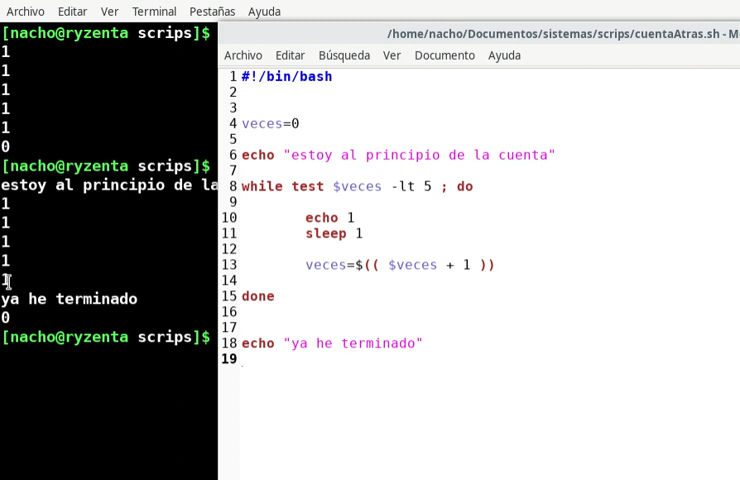 Archivo Editar Ver Terminal Pestañas Ayuda
[nacho@ryzenta scrips]$
1
1
1
1
1
0
[nacho@ryzenta scrips]$
estoy al principio de la
1
1
1
1
1
ya he terminado
0
[nacho@ryzenta scrips]$
/home/nacho/Documentos/sistemas/scrips/cuentaAtras.sh - M
Archivo Editar Búsqueda Ver Documento Ayuda
1 #!/bin/bash
2
3
4 veces=0
5
6 echo "estoy al principio de la cuenta"
7
8 while test $veces -lt 5 ; do
9
10 echo 1
11 sleep 1
12
13 veces=$(( $veces + 1 ))
14
15 done
16
17
18 echo "ya he terminado"
19